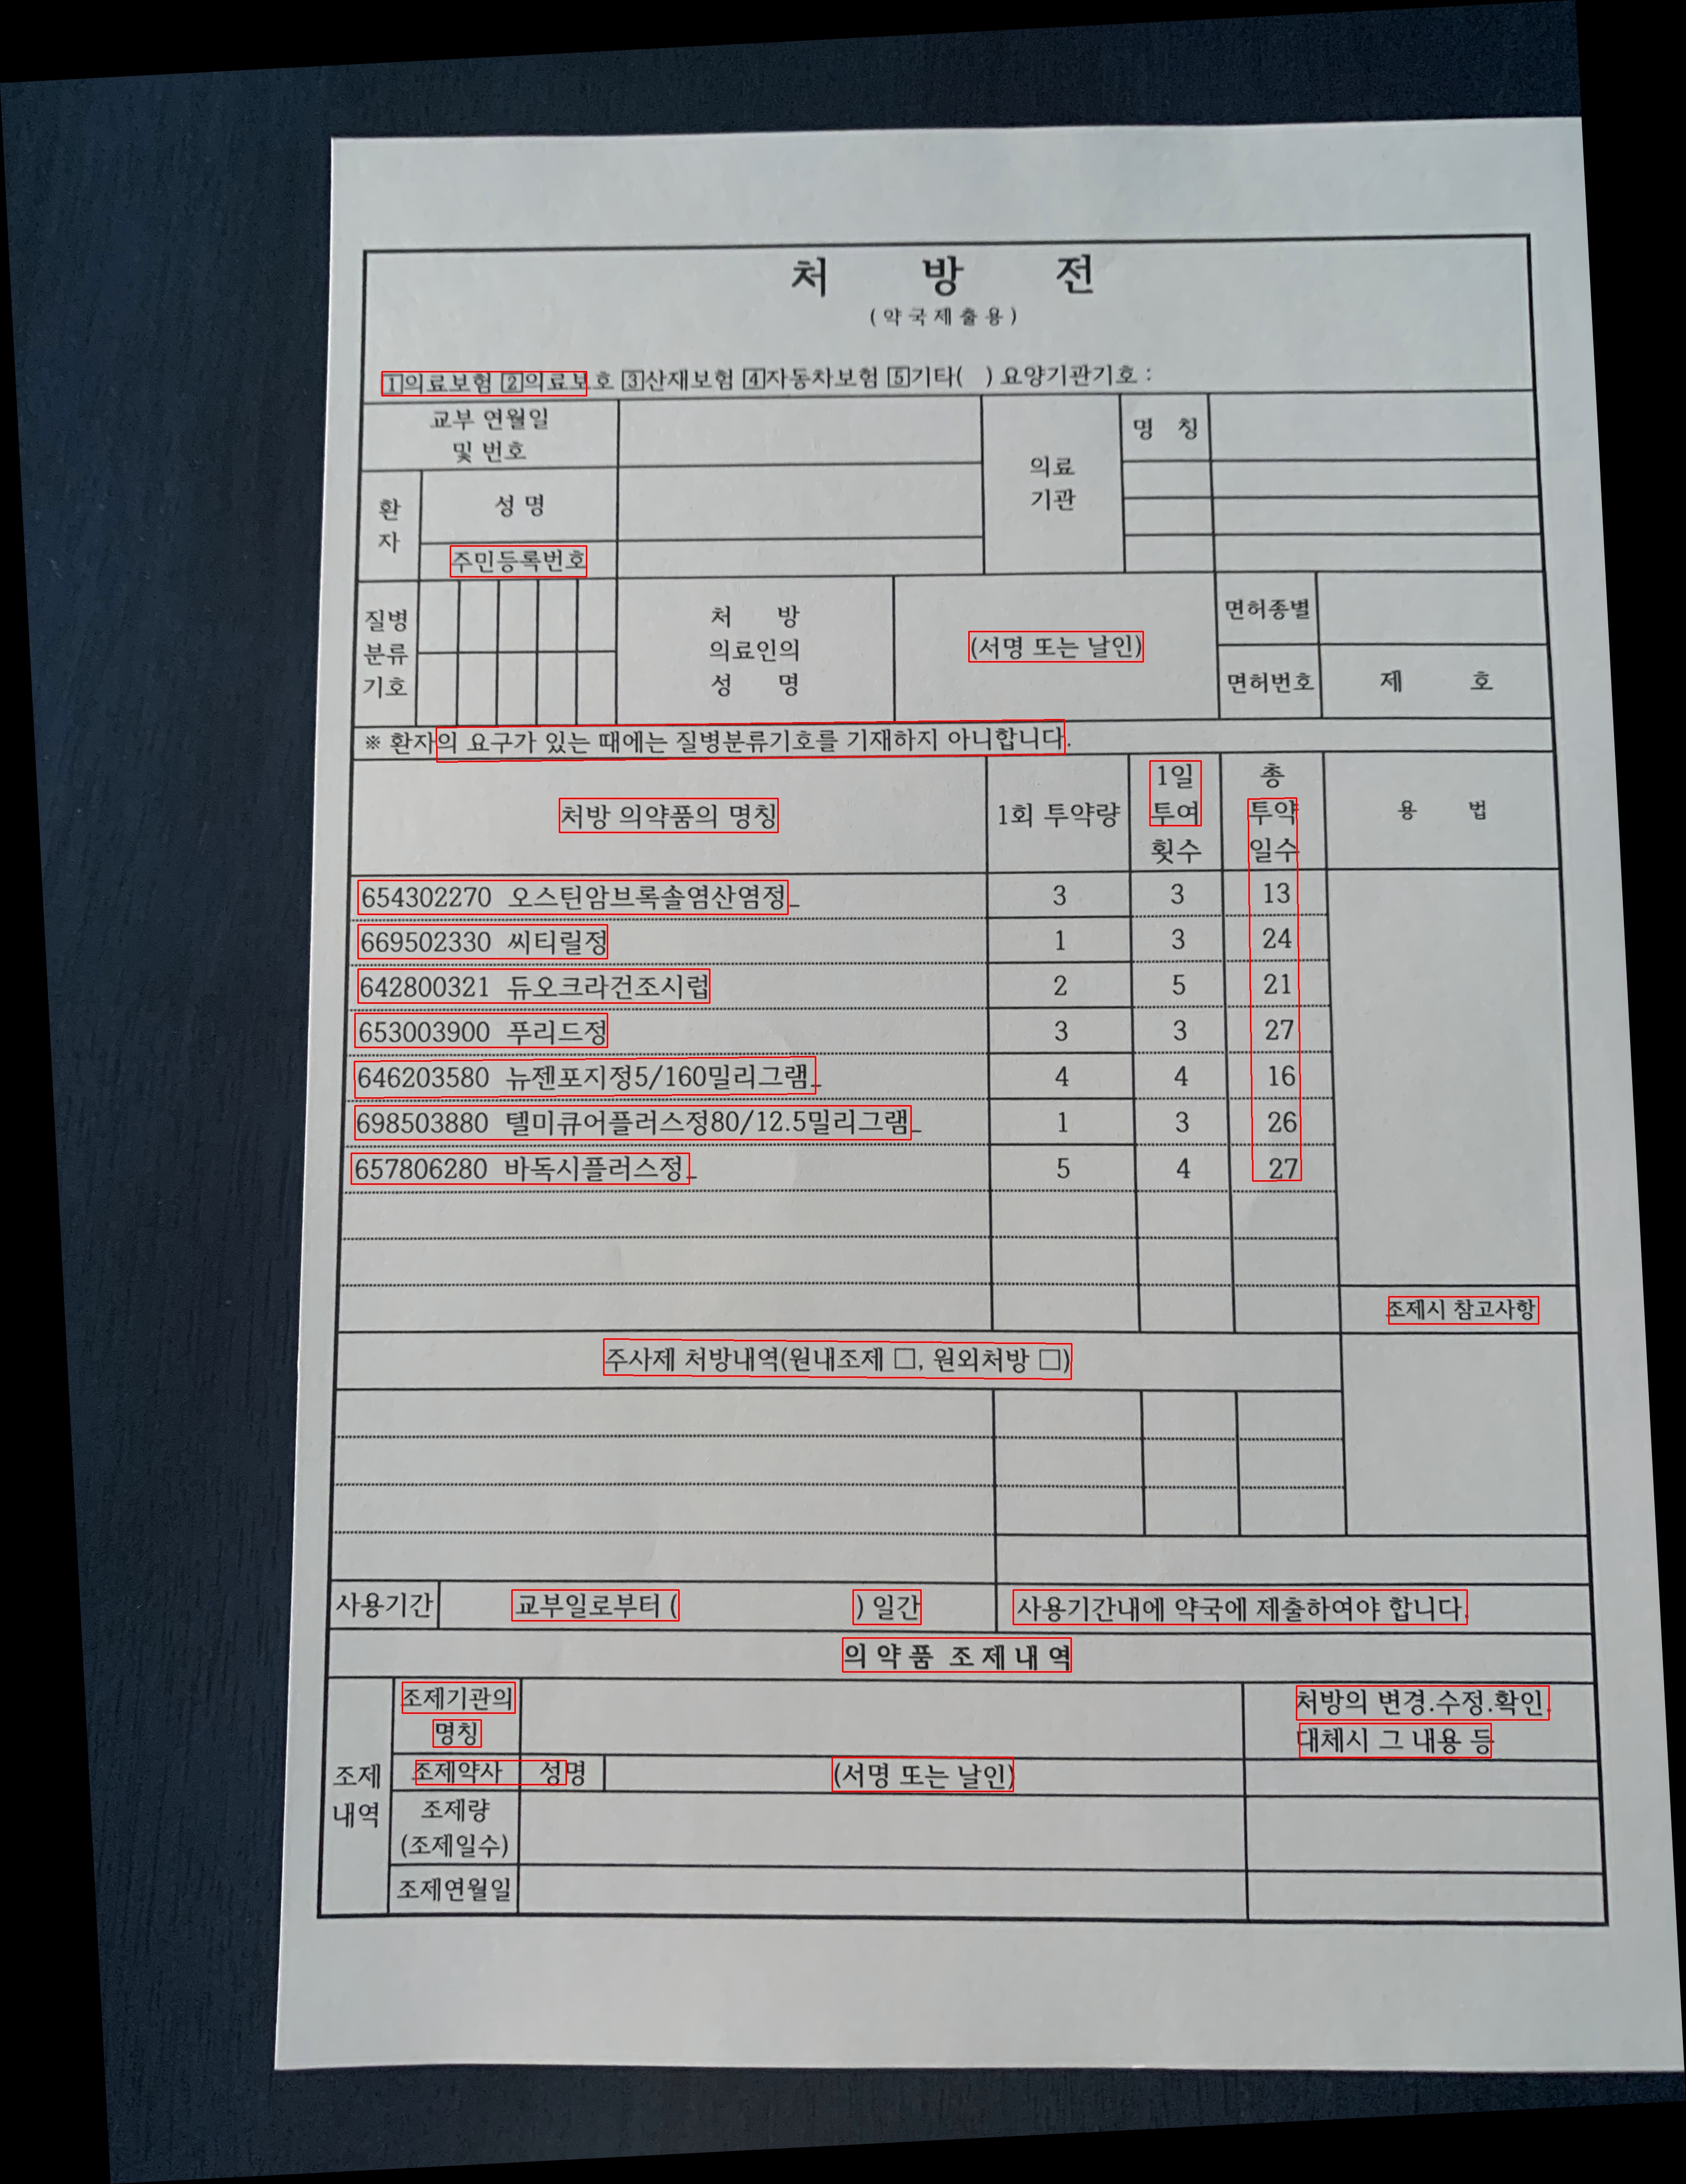 처 방 전
(약국제출용)
1의료보험 2의료보호 3산재보험 4자동차보험 5기타( ) 요양기관기호 :
교부 연월일
및 번호
의료
기관
명 칭
환
자
성 명
주민등록번호
질병
분류
기호
처 방
의료인의
성 명
(서명 또는 날인)
면허종별
면허번호
제 호
※ 환자의 요구가 있는 때에는 질병분류기호를 기재하지 아니합니다.
처방 의약품의 명칭
1회 투약량
1일
투여
횟수
총
투약
일수
용 법
654302270 오스틴암브록솔염산염정_ 3 3 13
669502330 씨티릴정 1 3 24
642800321 듀오크라건조시럽 2 5 21
653003900 푸리드정 3 3 27
646203580 뉴젠포지정5/160밀리그램_ 4 4 16
698503880 텔미큐어플러스정80/12.5밀리그램_ 1 3 26
657806280 바독시플러스정_ 5 4 27
조제시 참고사항
주사제 처방내역(원내조제 □, 원외처방 □)
사용기간 교부일로부터 ( ) 일간 사용기간내에 약국에 제출하여야 합니다.
의 약 품 조 제 내 역
조제
내역
조제기관의
명칭
처방의 변경.수정.확인.
대체시 그 내용 등
조제약사 성명 (서명 또는 날인)
조제량
(조제일수)
조제연월일